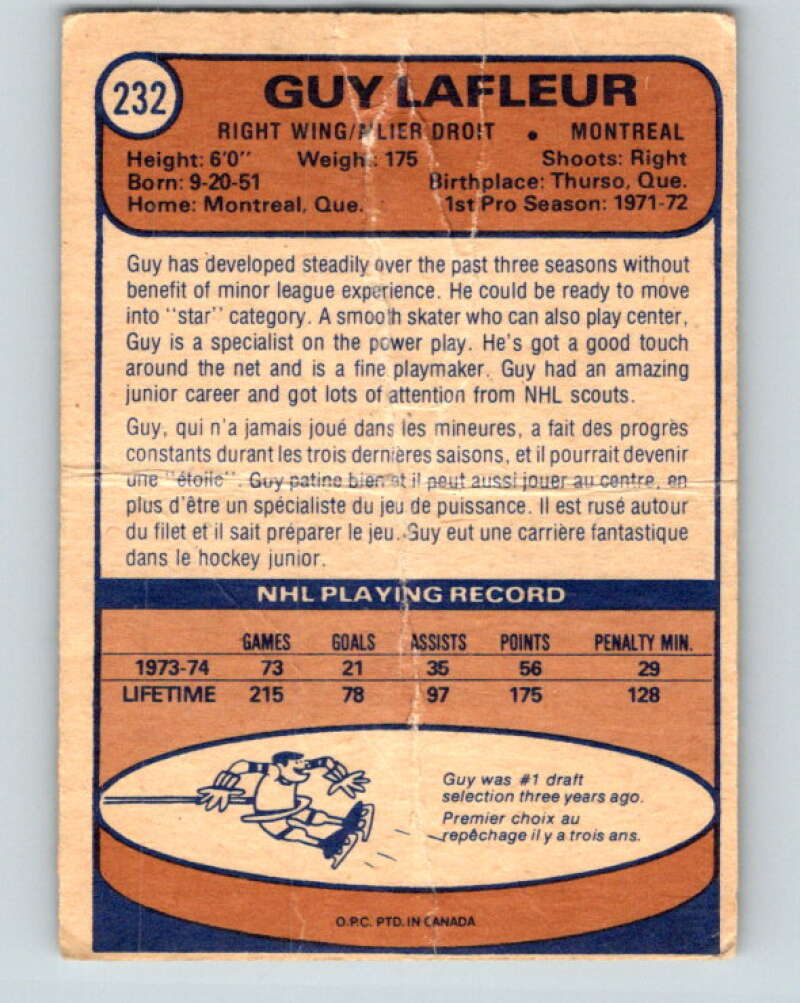 232
GUY LAFLEUR
RIGHT WING/AILIER DROIT • MONTREAL
Height: 6'0" Weight: 175 Shoots: Right
Born: 9-20-51 Birthplace: Thurso, Que.
Home: Montreal, Que. 1st Pro Season: 1971-72
Guy has developed steadily over the past three seasons without
benefit of minor league experience. He could be ready to move
into "star" category. A smooth skater who can also play center,
Guy is a specialist on the power play. He's got a good touch
around the net and is a fine playmaker. Guy had an amazing
junior career and got lots of attention from NHL scouts.
Guy, qui n'a jamais joué dans les mineures, a fait des progrès
constants durant les trois dernières saisons, et il pourrait devenir
une "étoile". Guy patine bien et il peut aussi jouer au centre, en
plus d'être un spécialiste du jeu de puissance. Il est rusé autour
du filet et il sait préparer le jeu. Guy eut une carrière fantastique
dans le hockey junior.
NHL PLAYING RECORD
GAMES GOALS ASSISTS POINTS PENALTY MIN.
1973-74 73 21 35 56 29
LIFETIME 215 78 97 175 128
Guy was #1 draft
selection three years ago.
Premier choix au
repêchage il y a trois ans.
O.P.C. PTD. IN CANADA